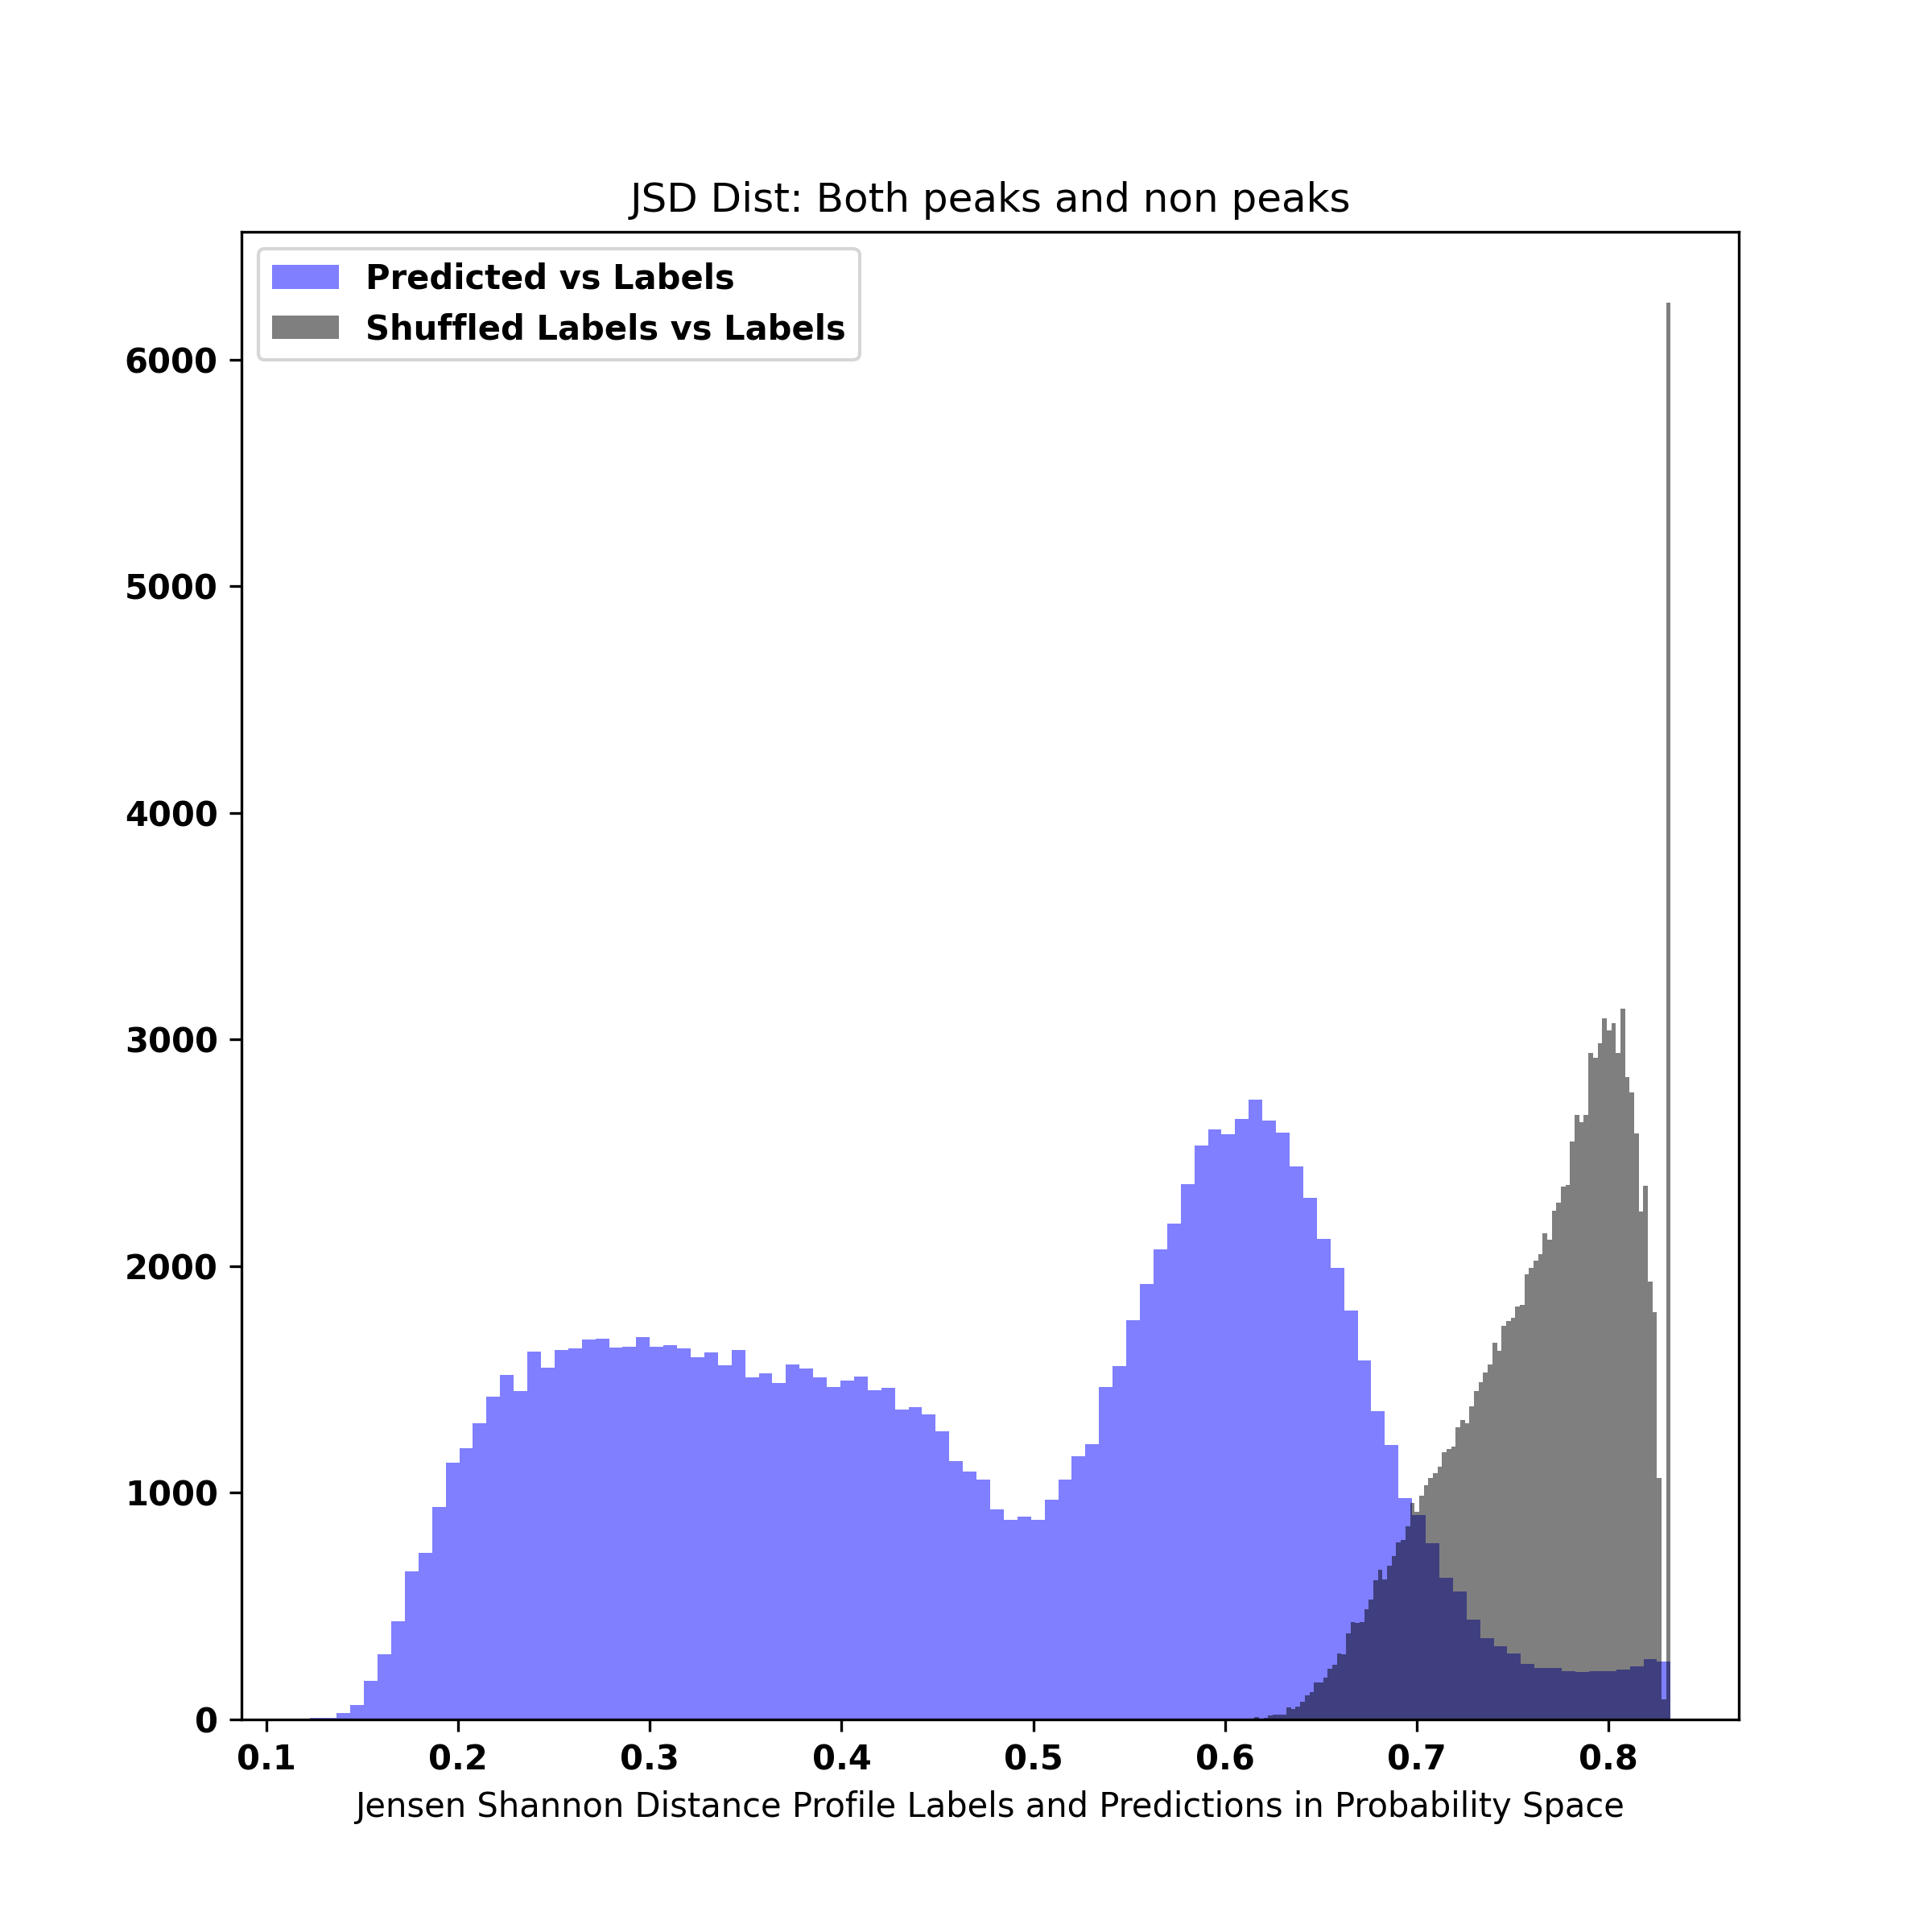 JSD Dist: Both peaks and non peaks
Predicted vs Labels
Shuffled Labels vs Labels
6000
5000
4000
3000
2000
1000
0
0.1 0.2 0.3 0.4 0.5 0.6 0.7 0.8
Jensen Shannon Distance Profile Labels and Predictions in Probability Space